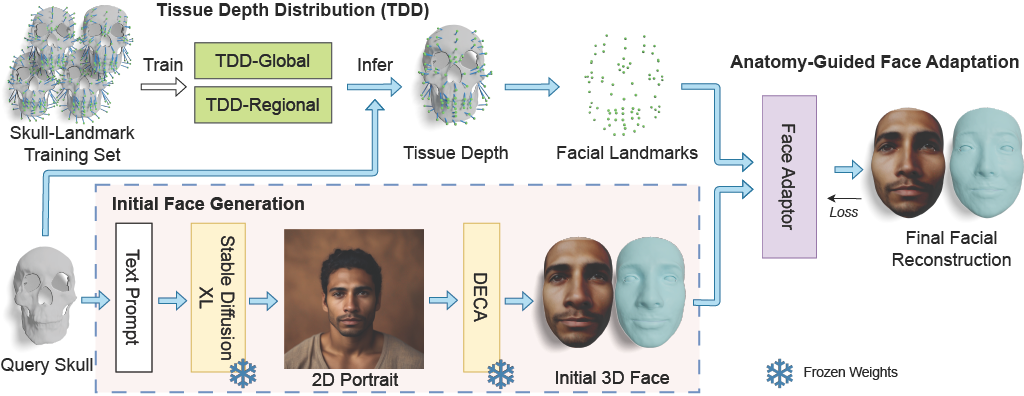 Tissue Depth Distribution (TDD)
Train
TDD-Global
TDD-Regional
Infer
Skull-Landmark
Training Set
Tissue Depth
Facial Landmarks
Anatomy-Guided Face Adaptation
Face Adaptor
Loss
Final Facial
Reconstruction
Initial Face Generation
Query Skull
Text Prompt
Stable Diffusion
XL
2D Portrait
DECA
Initial 3D Face
Frozen Weights